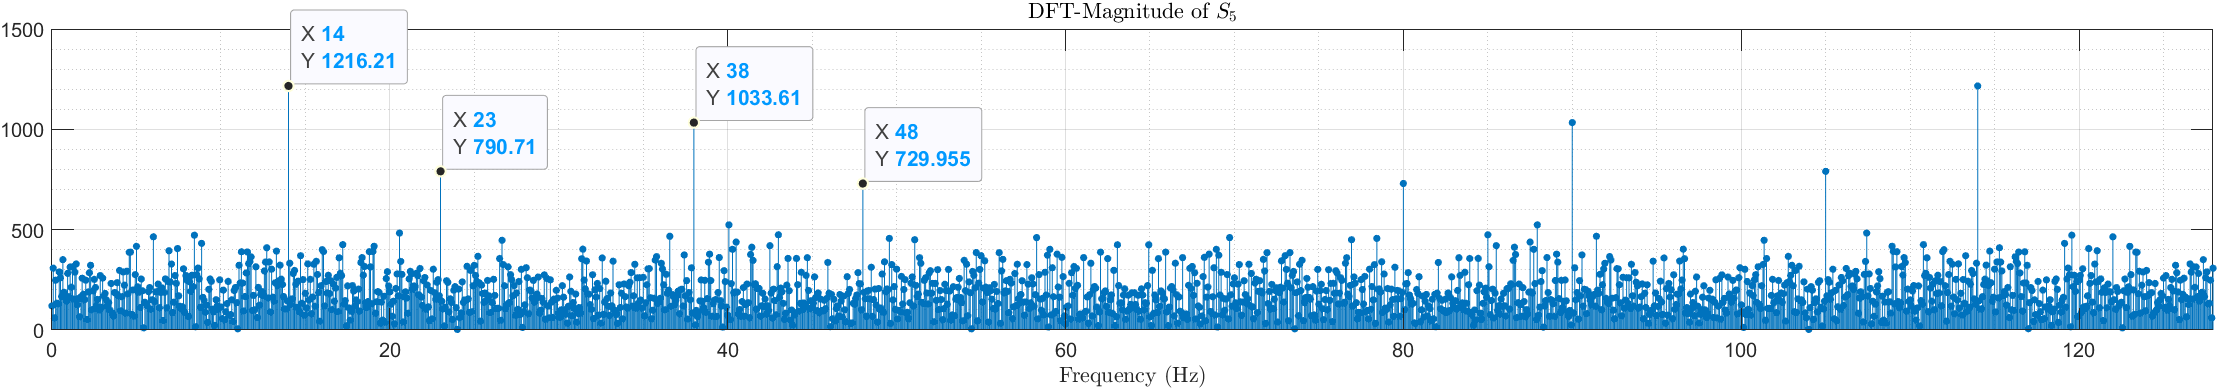 DFT-Magnitude of S5
X 14
Y 1216.21
X 38
Y 1033.61
X 23
Y 790.71
X 48
Y 729.955
1500
1000
500
0
0 20 40 60 80 100 120
Frequency (Hz)